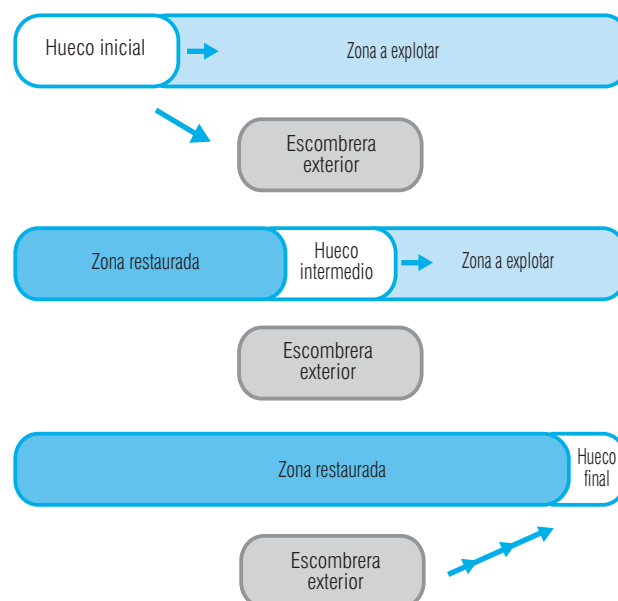 Hueco inicial
Zona a explotar
Escombrera
exterior
Zona restaurada
Hueco
intermedio
Zona a explotar
Escombrera
exterior
Zona restaurada
Hueco
final
Escombrera
exterior